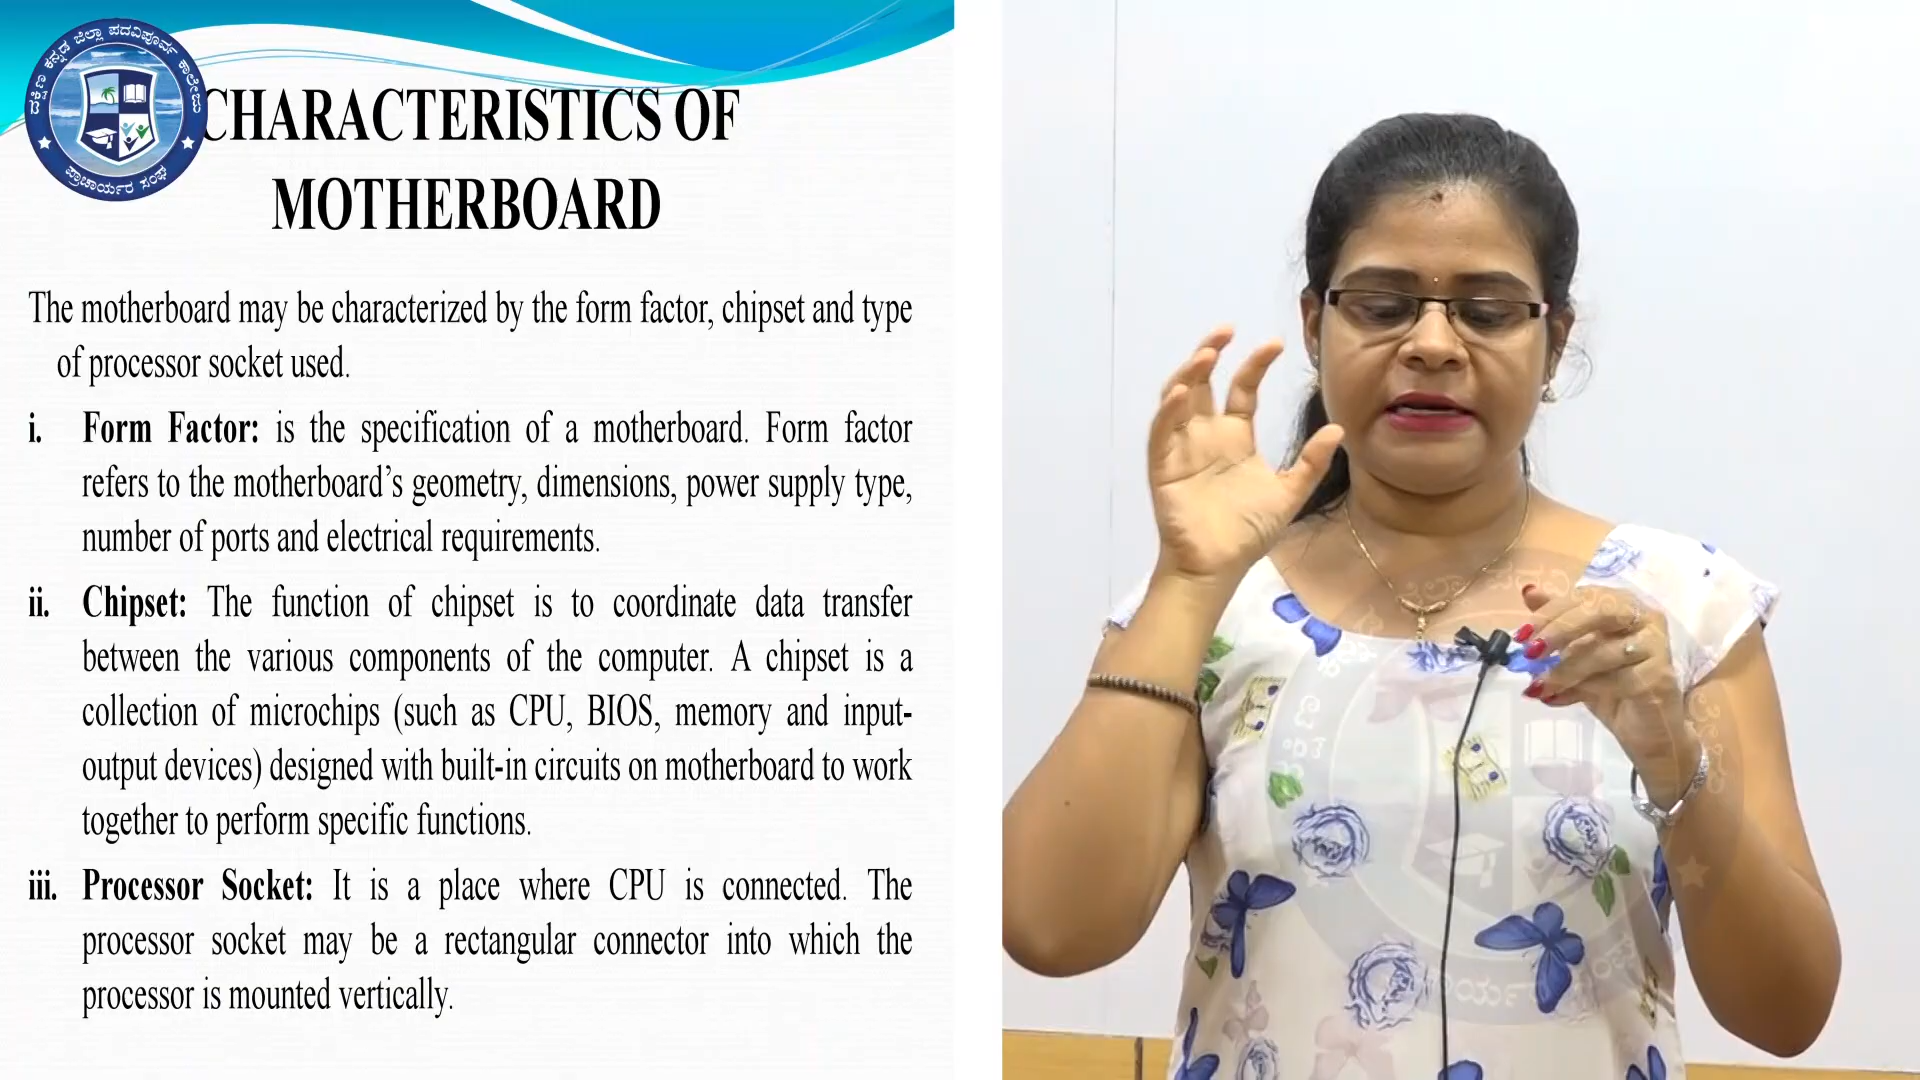 ದಕ್ಷಿಣ ಕನ್ನಡ ಜಿಲ್ಲಾ ಪದವಿಪೂರ್ವ ಕಾಲೇಜು
ಪ್ರಾಚಾರ್ಯರ ಸಂಘ
CHARACTERISTICS OF
MOTHERBOARD
The motherboard may be characterized by the form factor, chipset and type
of processor socket used.
i. Form Factor: is the specification of a motherboard. Form factor
refers to the motherboard’s geometry, dimensions, power supply type,
number of ports and electrical requirements.
ii. Chipset: The function of chipset is to coordinate data transfer
between the various components of the computer. A chipset is a
collection of microchips (such as CPU, BIOS, memory and input-
output devices) designed with built-in circuits on motherboard to work
together to perform specific functions.
iii. Processor Socket: It is a place where CPU is connected. The
processor socket may be a rectangular connector into which the
processor is mounted vertically.